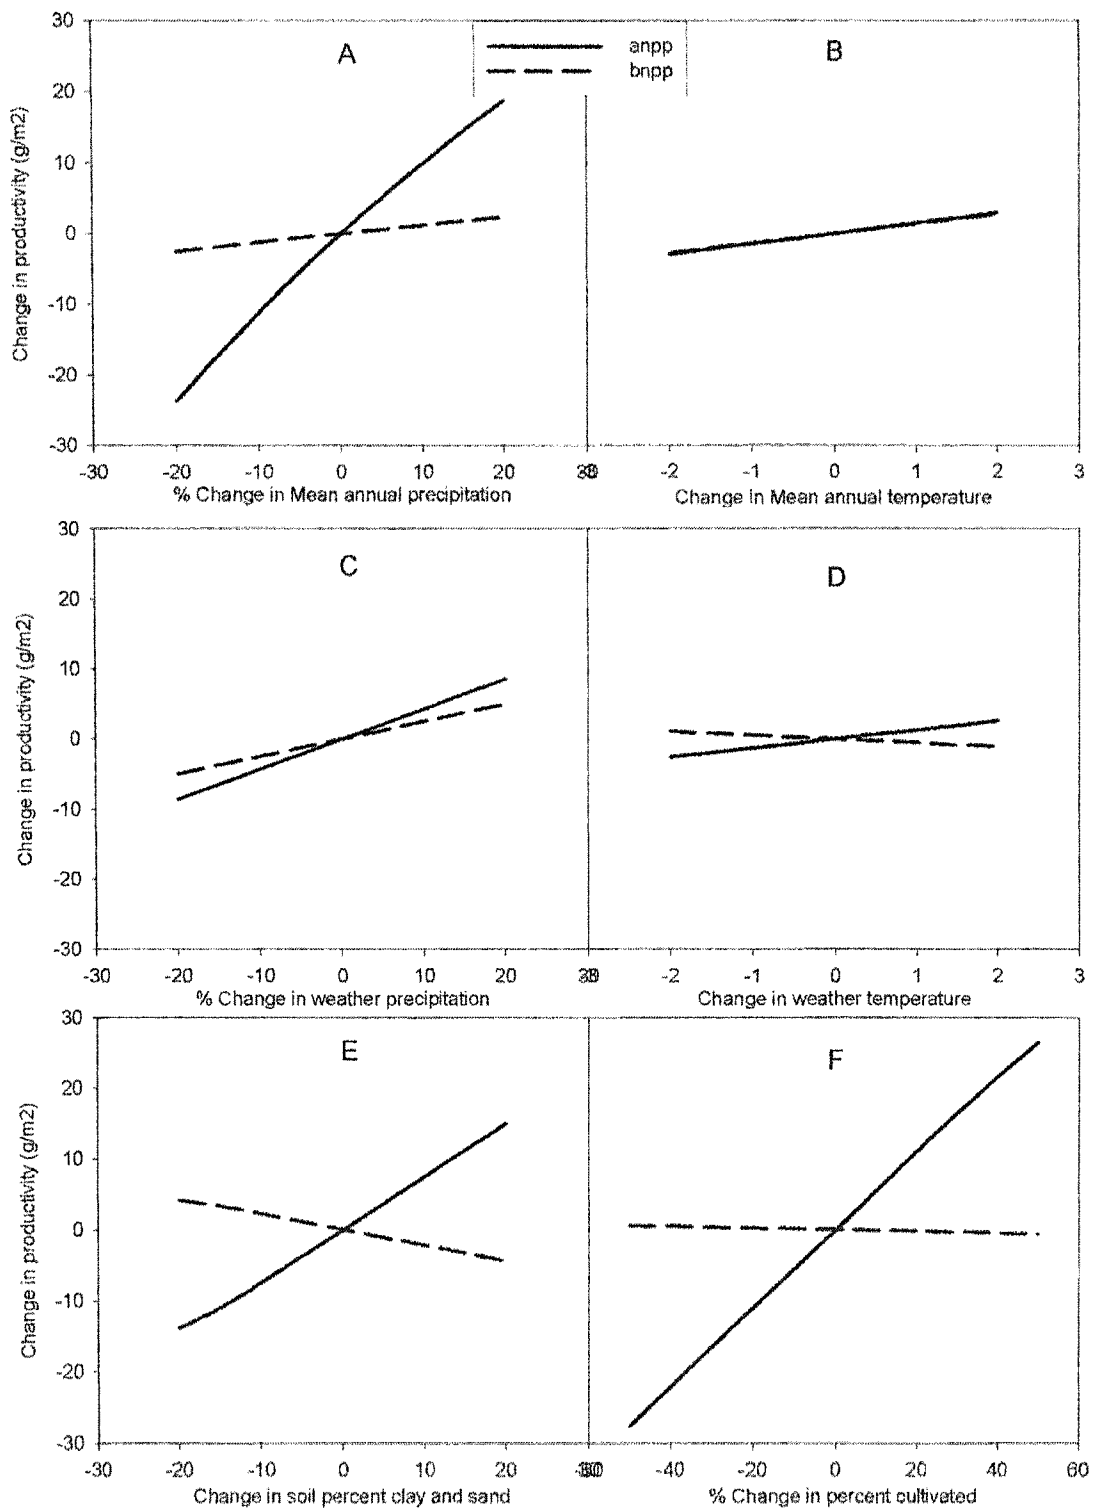 30
20
10
0
-10
-20
-30
Change in productivity (g/m2)
A
anpp
bnpp
B
-30 -20 -10 0 10 20 30
-2 -1 0 1 2 3
% Change in Mean annual precipitation
Change in Mean annual temperature
30
20
10
0
-10
-20
-30
Change in productivity (g/m2)
C
D
-30 -20 -10 0 10 20
-2 -1 0 1 2 3
% Change in weather precipitation
Change in weather temperature
30
20
10
0
-10
-20
-30
Change in productivity (g/m2)
E
F
-30 -20 -10 0 10 20
-40 -20 0 20 40 60
Change in soil percent clay and sand
% Change in percent cultivated